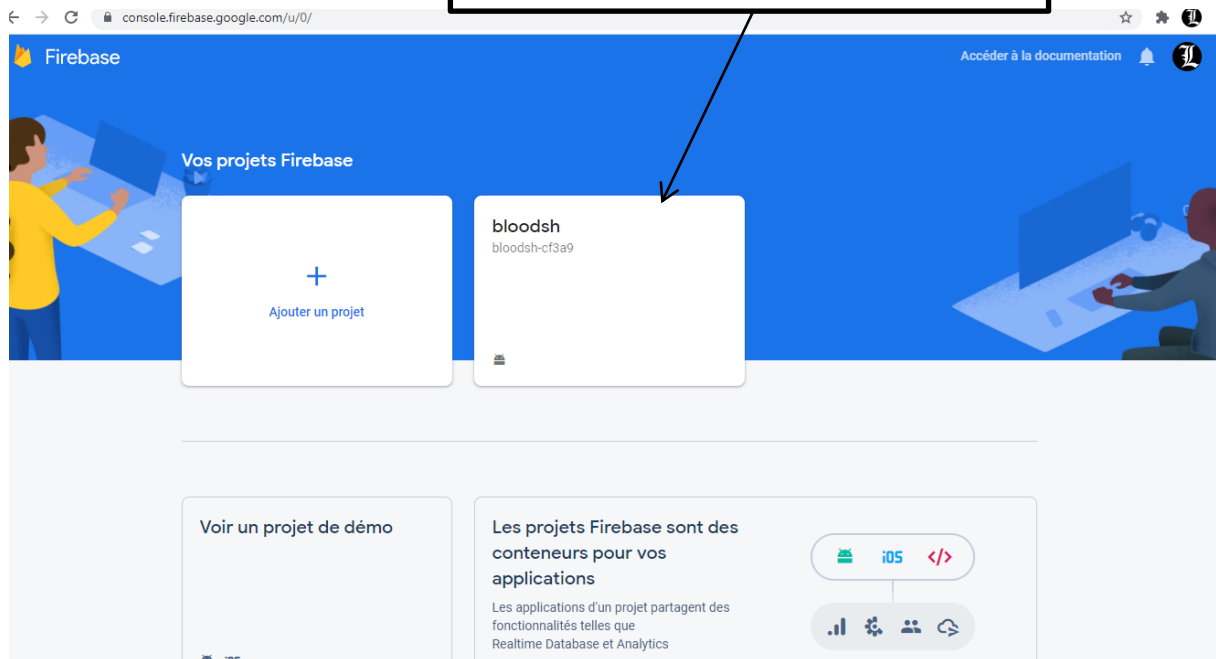 console.firebase.google.com/u/0/
Firebase
Accéder à la documentation
Vos projets Firebase
Ajouter un projet
bloodsh
bloodsh-cf3a9
Voir un projet de démo
Les projets Firebase sont des
conteneurs pour vos
applications
Les applications d'un projet partagent des
fonctionnalités telles que
Realtime Database et Analytics
iOS